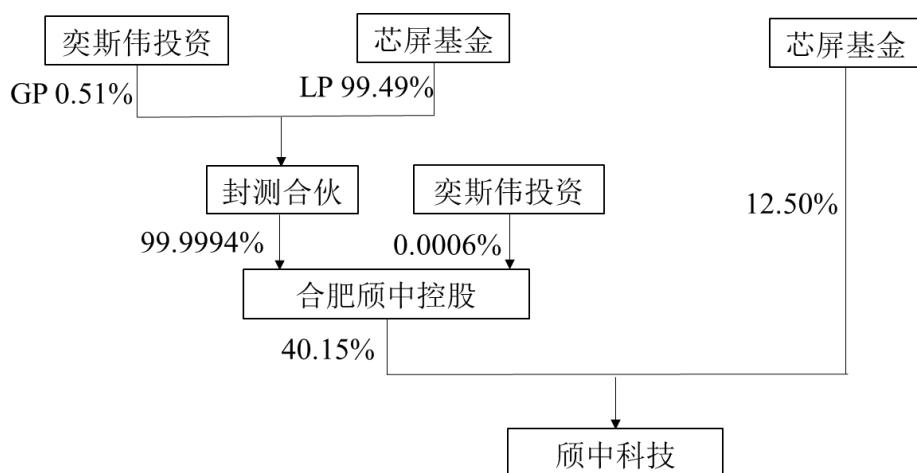 奕斯伟投资
芯屏基金
芯屏基金
GP 0.51%
LP 99.49%
封测合伙
奕斯伟投资
12.50%
99.9994%
0.0006%
合肥颀中控股
40.15%
颀中科技